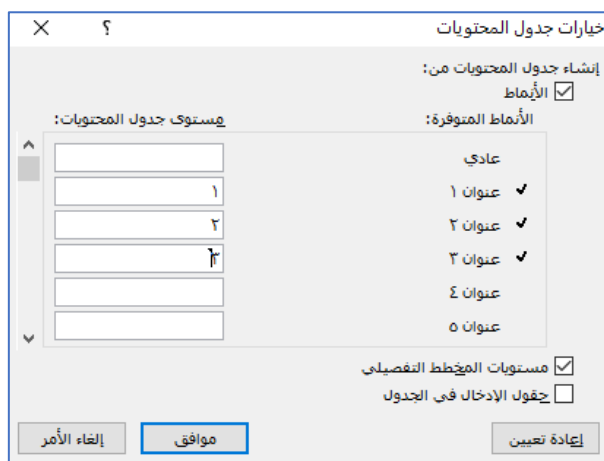 خيارات جدول المحتويات ؟
إنشاء جدول المحتويات من:
الأنماط
الأنماط المتوفرة: مستوى جدول المحتويات:
عادي
عنوان ١ ١
عنوان ٢ ٢
عنوان ٣ ٣
عنوان ٤
عنوان ٥
مستويات المخطط التفصيلي
حقول الإدخال في الجدول
إعادة تعيين موافق إلغاء الأمر